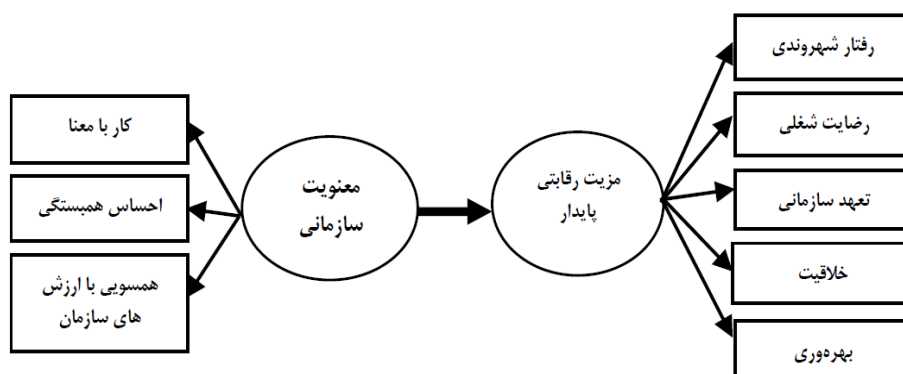 رفتار شهروندی
رضایت شغلی
تعهد سازمانی
خلاقیت
بهره‌وری
مزیت رقابتی
پایدار
معنویت
سازمانی
کار با معنا
احساس همبستگی
همسویی با ارزش
های سازمان